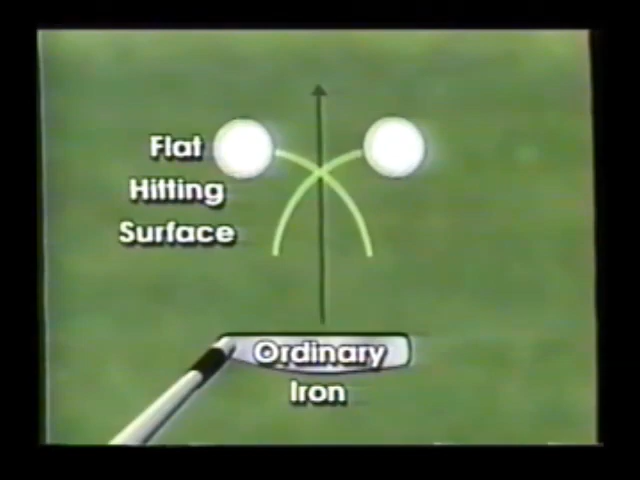 Flat
Hitting
Surface
Ordinary
Iron